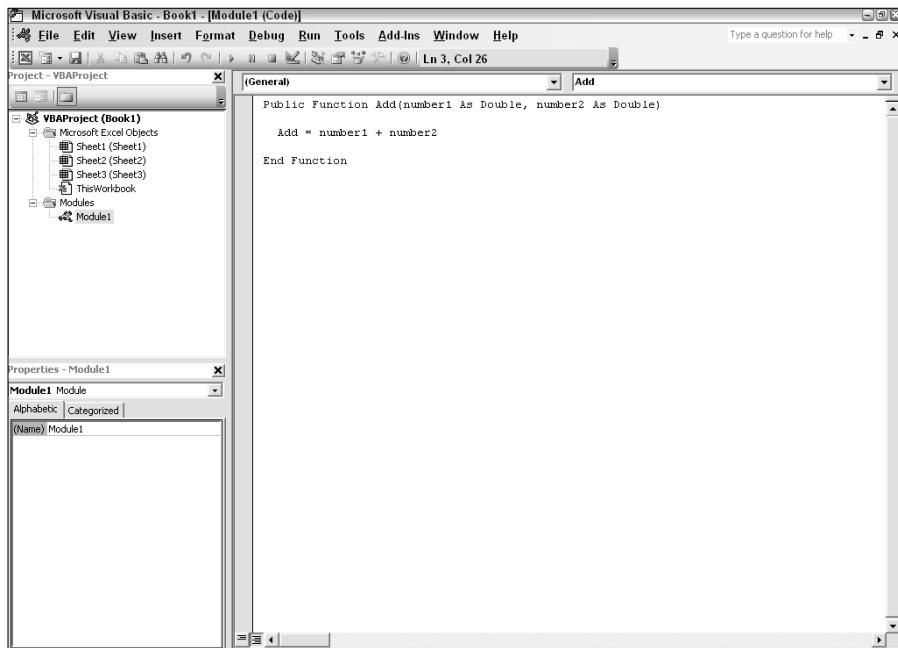 Microsoft Visual Basic - Book1 - [Module1 (Code)]
File Edit View Insert Format Debug Run Tools Add-Ins Window Help Type a question for help
Ln 3, Col 26
Project - VBAProject
(General) Add
VBAProject (Book1)
Microsoft Excel Objects
Sheet1 (Sheet1)
Sheet2 (Sheet2)
Sheet3 (Sheet3)
ThisWorkbook
Modules
Module1
Public Function Add(number1 As Double, number2 As Double)
Add = number1 + number2
End Function
Properties - Module1
Module1 Module
Alphabetic Categorized
(Name) Module1